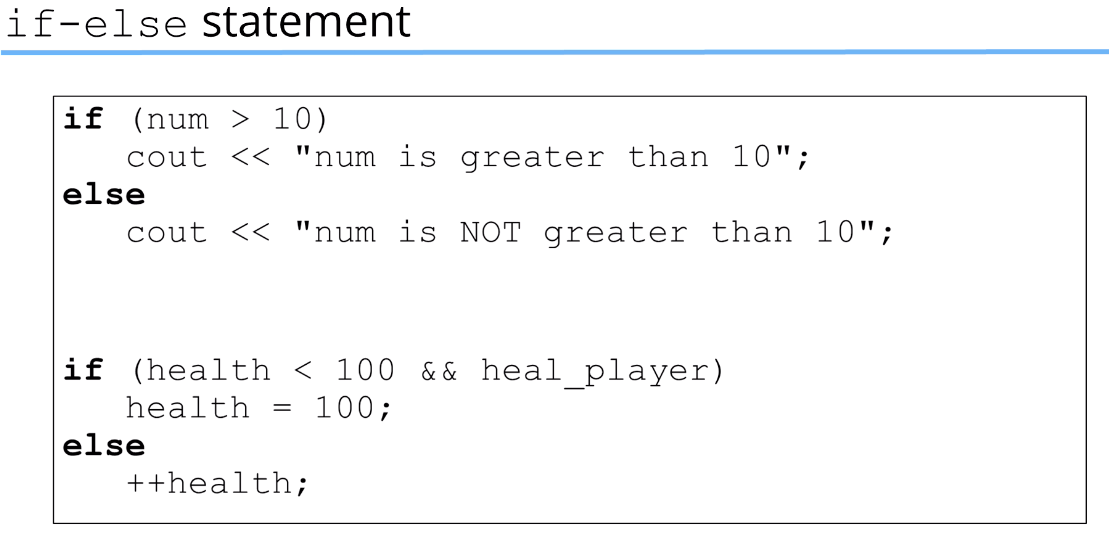 if-else statement
if (num > 10)
cout << "num is greater than 10";
else
cout << "num is NOT greater than 10";
if (health < 100 && heal_player)
health = 100;
else
++health;